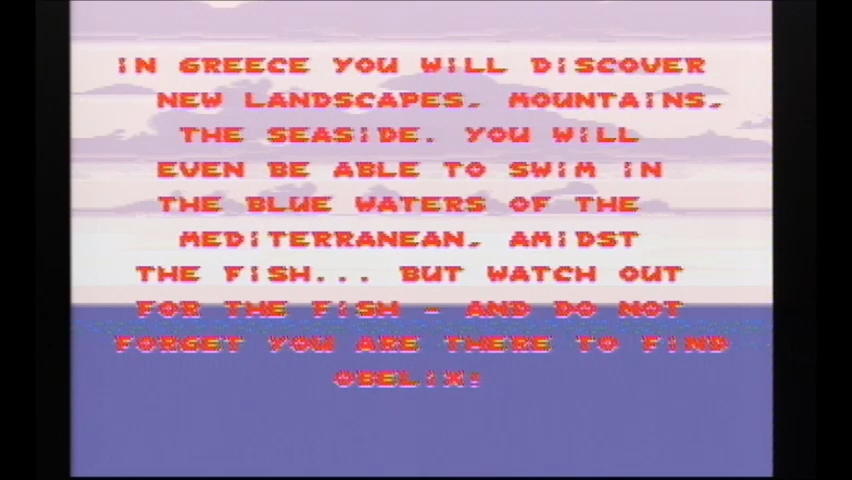 IN GREECE YOU WILL DISCOVER
NEW LANDSCAPES, MOUNTAINS,
THE SEASIDE. YOU WILL
EVEN BE ABLE TO SWIM IN
THE BLUE WATERS OF THE
MEDITERRANEAN, AMIDST
THE FISH... BUT WATCH OUT
FOR THE FISH - AND DO NOT
FORGET YOU ARE THERE TO FIND
OBELIX!